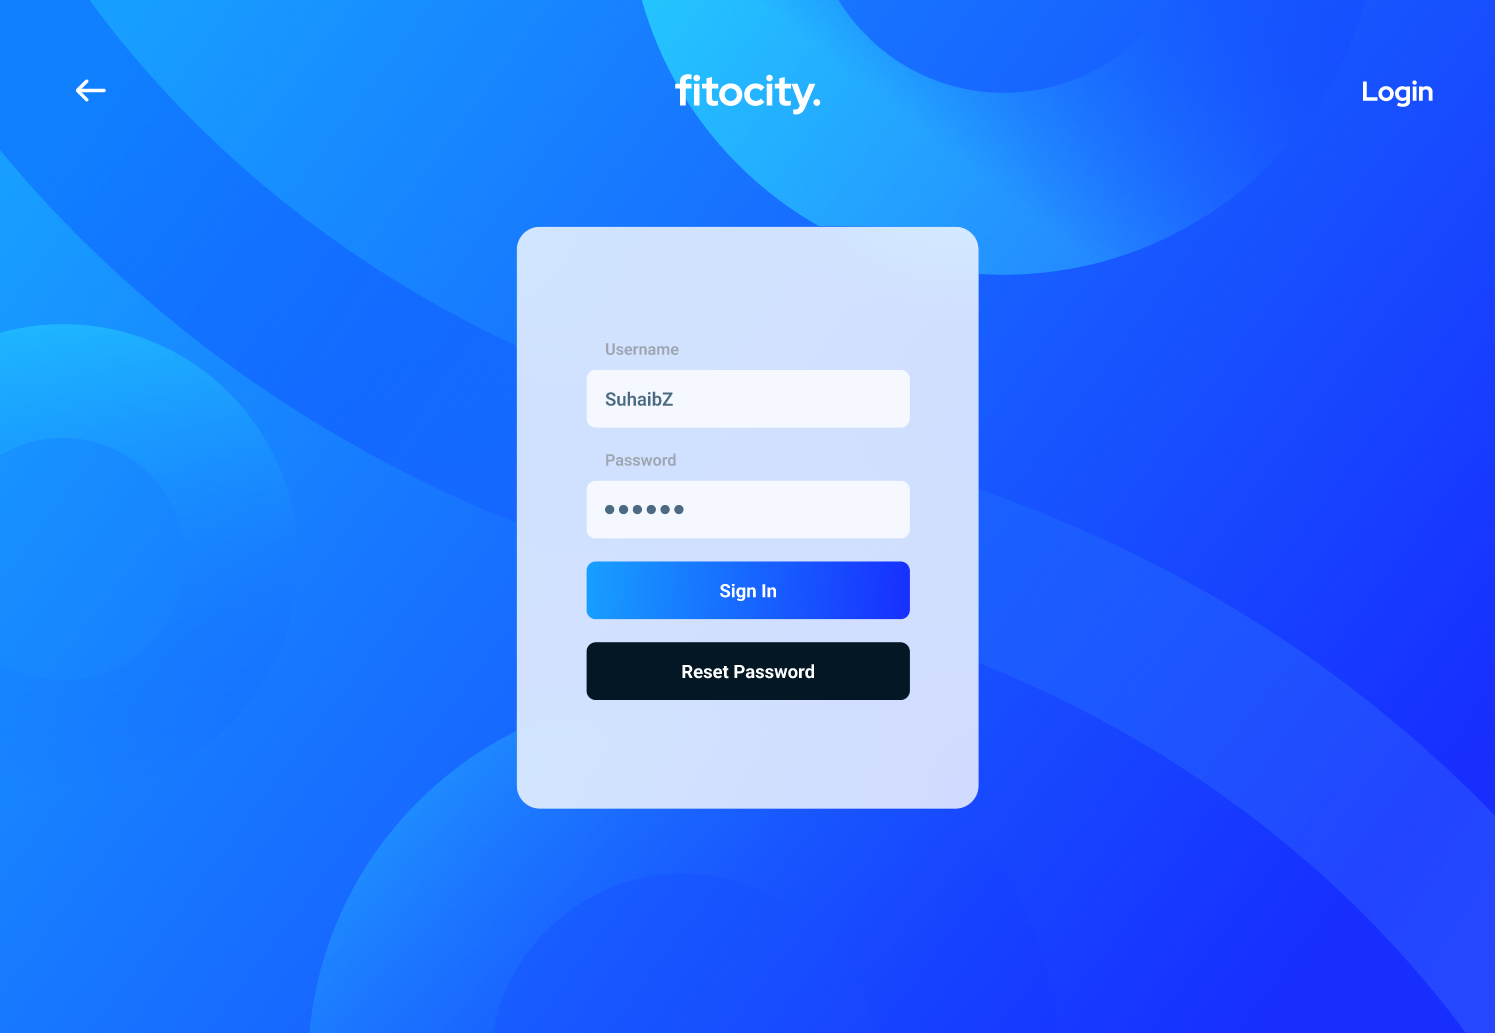 fitocity.
Login
Username
SuhaibZ
Password
Sign In
Reset Password